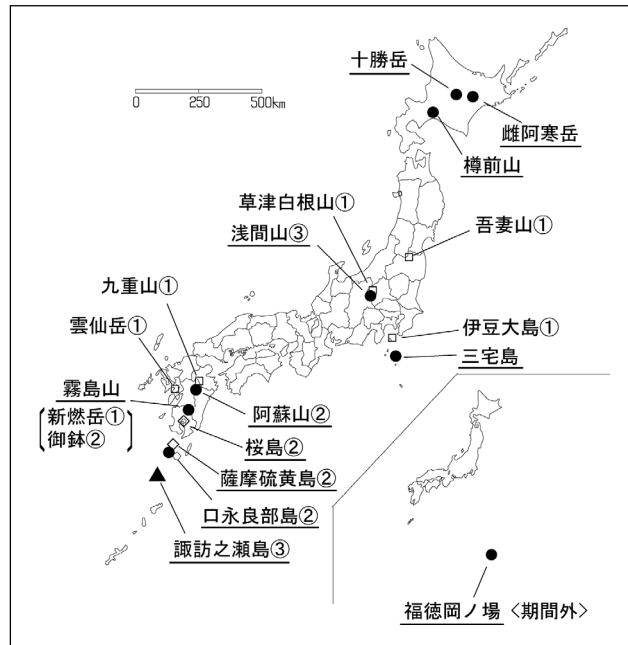 十勝岳
雌阿寒岳
樽前山
草津白根山①
浅間山③
吾妻山①
九重山①
雲仙岳①
伊豆大島①
三宅島
霧島山
〔新燃岳①
御鉢②〕
阿蘇山②
桜島②
薩摩硫黄島②
口永良部島②
諏訪之瀬島③
福徳岡ノ場〈期間外〉
0 250 500km